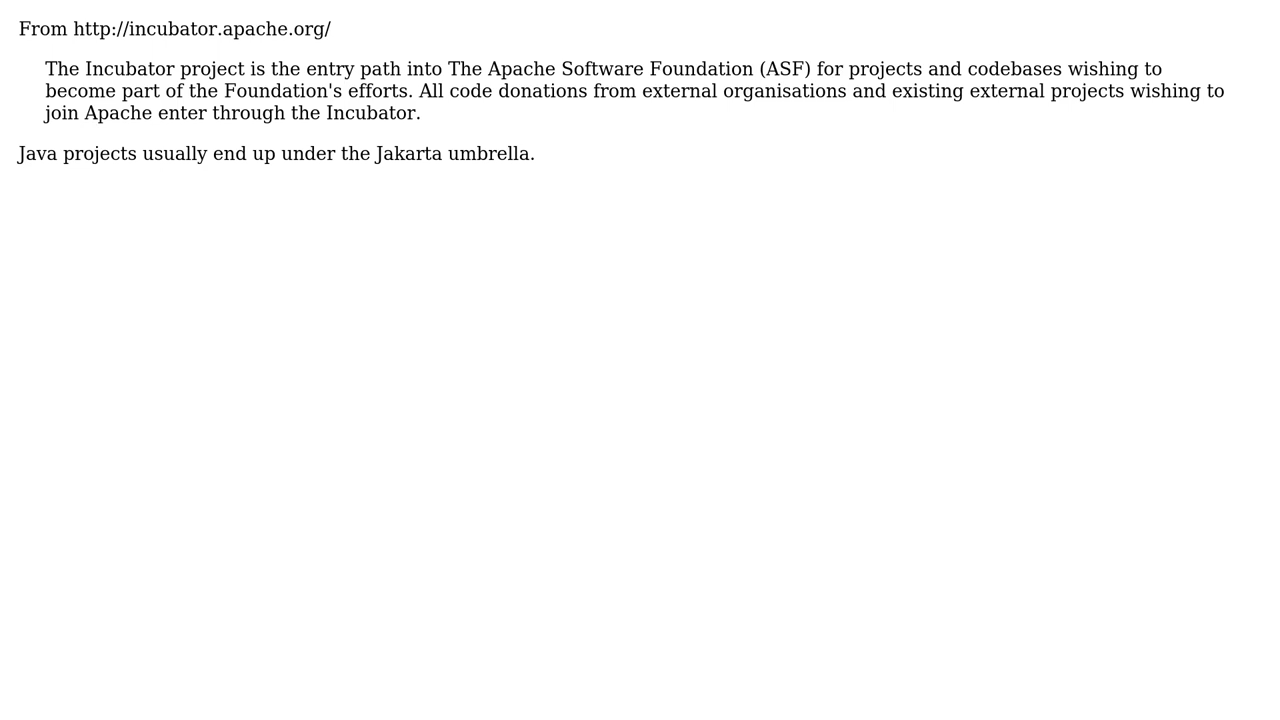 From http://incubator.apache.org/
The Incubator project is the entry path into The Apache Software Foundation (ASF) for projects and codebases wishing to
become part of the Foundation's efforts. All code donations from external organisations and existing external projects wishing to
join Apache enter through the Incubator.
Java projects usually end up under the Jakarta umbrella.